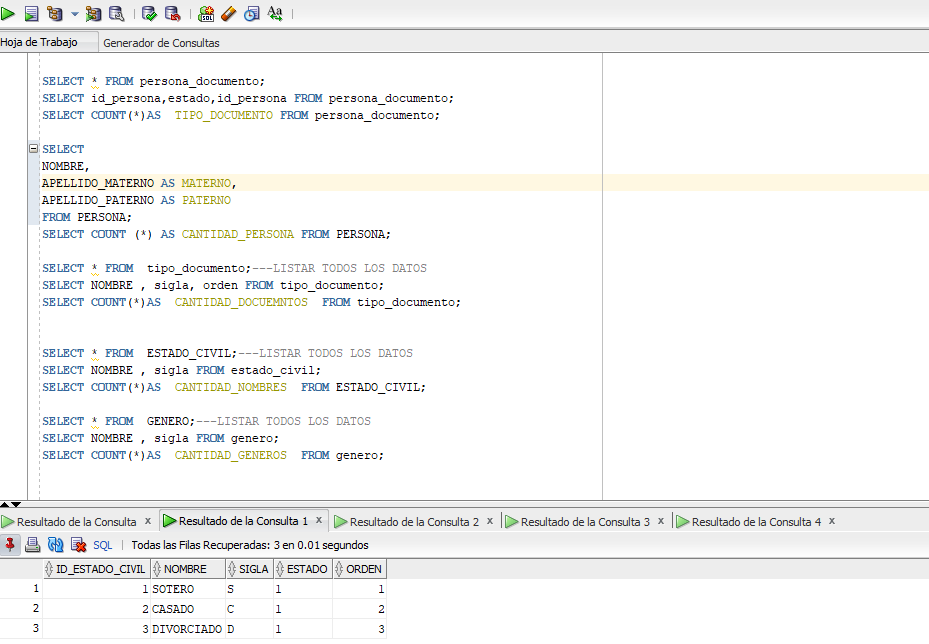 SQL
Aa
Hoja de Trabajo Generador de Consultas
SELECT * FROM persona_documento;
SELECT id_persona,estado,id_persona FROM persona_documento;
SELECT COUNT(*)AS TIPO_DOCUMENTO FROM persona_documento;
SELECT
NOMBRE,
APELLIDO_MATERNO AS MATERNO,
APELLIDO_PATERNO AS PATERNO
FROM PERSONA;
SELECT COUNT (*) AS CANTIDAD_PERSONA FROM PERSONA;
SELECT * FROM tipo_documento;---LISTAR TODOS LOS DATOS
SELECT NOMBRE , sigla, orden FROM tipo_documento;
SELECT COUNT(*)AS CANTIDAD_DOCUEMNTOS FROM tipo_documento;
SELECT * FROM ESTADO_CIVIL;---LISTAR TODOS LOS DATOS
SELECT NOMBRE , sigla FROM estado_civil;
SELECT COUNT(*)AS CANTIDAD_NOMBRES FROM ESTADO_CIVIL;
SELECT * FROM GENERO;---LISTAR TODOS LOS DATOS
SELECT NOMBRE , sigla FROM genero;
SELECT COUNT(*)AS CANTIDAD_GENEROS FROM genero;
Resultado de la Consulta x Resultado de la Consulta 1 x Resultado de la Consulta 2 x Resultado de la Consulta 3 x Resultado de la Consulta 4 x
SQL | Todas las Filas Recuperadas: 3 en 0.01 segundos
ID_ESTADO_CIVIL NOMBRE SIGLA ESTADO ORDEN
1 1 SOTERO S 1 1
2 2 CASADO C 1 2
3 3 DIVORCIADO D 1 3